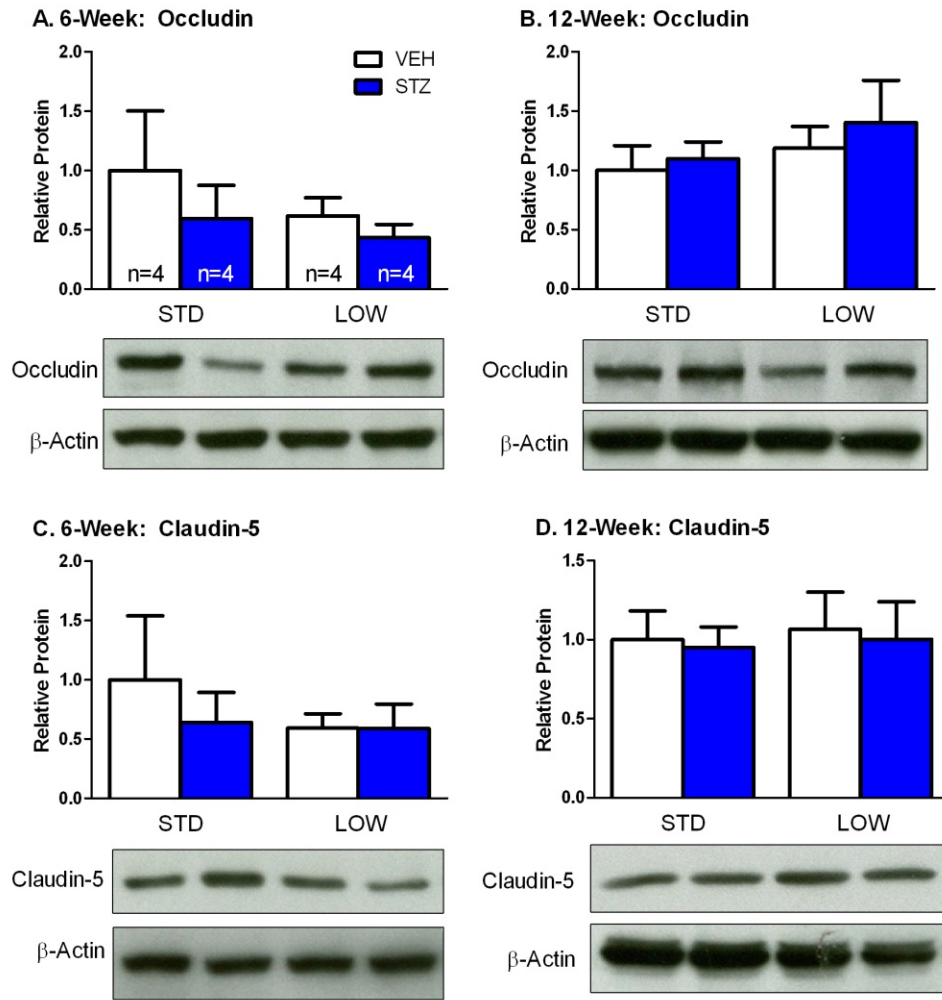 A. 6-Week: Occludin
2.0
1.5
1.0
0.5
0.0
Relative Protein
VEH
STZ
n=4 n=4 n=4 n=4
STD LOW
Occludin
β-Actin
B. 12-Week: Occludin
2.0
1.5
1.0
0.5
0.0
Relative Protein
STD LOW
Occludin
β-Actin
C. 6-Week: Claudin-5
2.0
1.5
1.0
0.5
0.0
Relative Protein
STD LOW
Claudin-5
β-Actin
D. 12-Week: Claudin-5
1.5
1.0
0.5
0.0
Relative Protein
STD LOW
Claudin-5
β-Actin